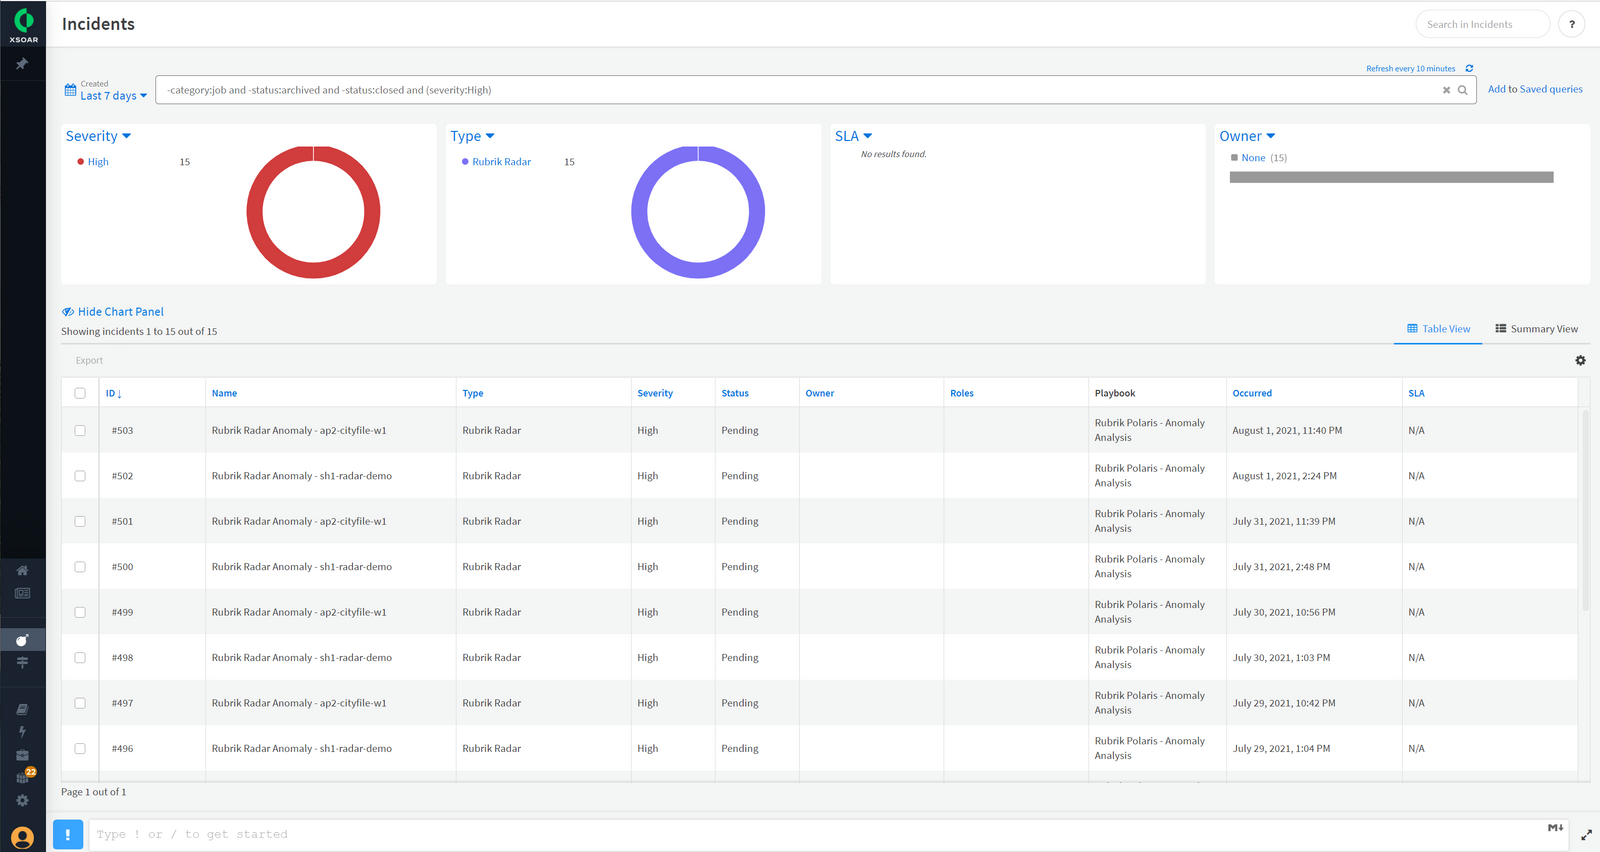 XSOAR
Incidents
Search in Incidents
?
Refresh every 10 minutes
Created
Last 7 days
-category:job and -status:archived and -status:closed and (severity:High)
Add to Saved queries
Severity
High 15
Type
Rubrik Radar 15
SLA
No results found.
Owner
None (15)
Hide Chart Panel
Showing incidents 1 to 15 out of 15
Table View
Summary View
Export
ID ↓ Name Type Severity Status Owner Roles Playbook Occurred SLA
#503 Rubrik Radar Anomaly - ap2-cityfile-w1 Rubrik Radar High Pending Rubrik Polaris - Anomaly Analysis August 1, 2021, 11:40 PM N/A
#502 Rubrik Radar Anomaly - sh1-radar-demo Rubrik Radar High Pending Rubrik Polaris - Anomaly Analysis August 1, 2021, 2:24 PM N/A
#501 Rubrik Radar Anomaly - ap2-cityfile-w1 Rubrik Radar High Pending Rubrik Polaris - Anomaly Analysis July 31, 2021, 11:39 PM N/A
#500 Rubrik Radar Anomaly - sh1-radar-demo Rubrik Radar High Pending Rubrik Polaris - Anomaly Analysis July 31, 2021, 2:48 PM N/A
#499 Rubrik Radar Anomaly - ap2-cityfile-w1 Rubrik Radar High Pending Rubrik Polaris - Anomaly Analysis July 30, 2021, 10:56 PM N/A
#498 Rubrik Radar Anomaly - sh1-radar-demo Rubrik Radar High Pending Rubrik Polaris - Anomaly Analysis July 30, 2021, 1:03 PM N/A
#497 Rubrik Radar Anomaly - ap2-cityfile-w1 Rubrik Radar High Pending Rubrik Polaris - Anomaly Analysis July 29, 2021, 10:42 PM N/A
#496 Rubrik Radar Anomaly - sh1-radar-demo Rubrik Radar High Pending Rubrik Polaris - Anomaly Analysis July 29, 2021, 1:04 PM N/A
22
Page 1 out of 1
! Type ! or / to get started
M↓